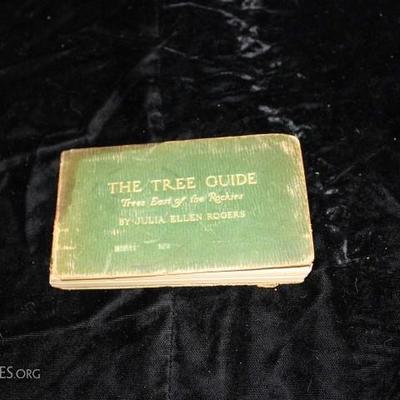 THE TREE GUIDE
Trees East of the Rockies
BY JULIA ELLEN ROGERS
ES.ORG